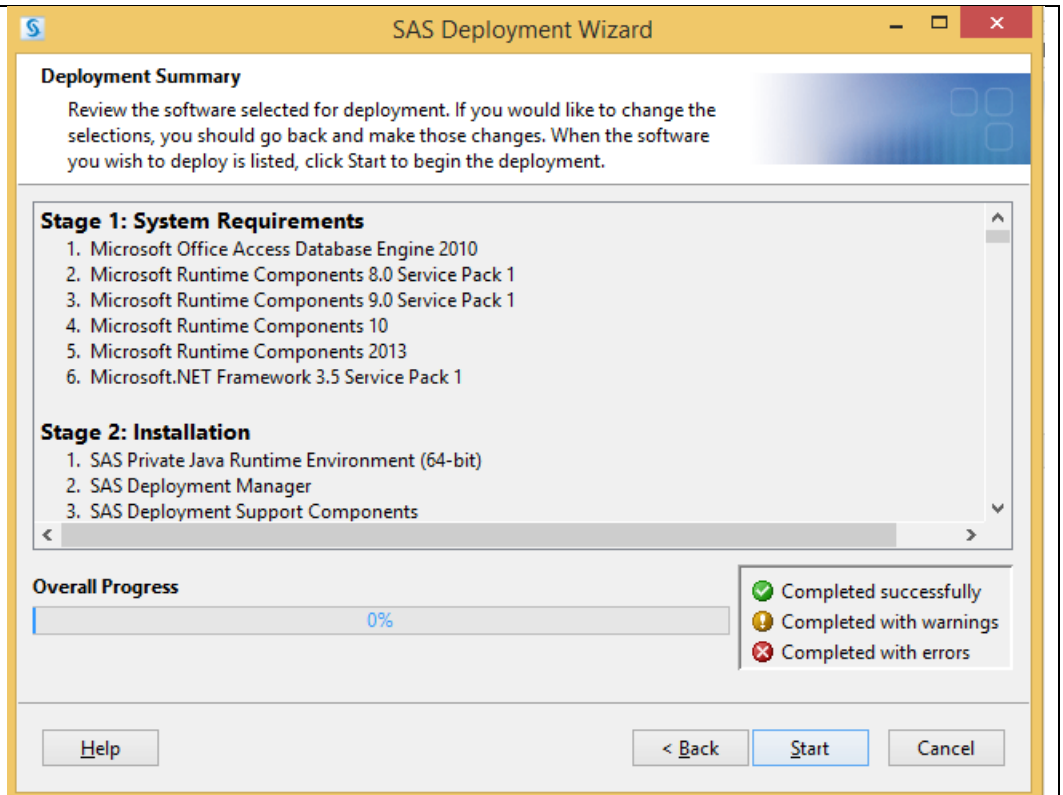 SAS Deployment Wizard
Deployment Summary
Review the software selected for deployment. If you would like to change the
selections, you should go back and make those changes. When the software
you wish to deploy is listed, click Start to begin the deployment.
Stage 1: System Requirements
1. Microsoft Office Access Database Engine 2010
2. Microsoft Runtime Components 8.0 Service Pack 1
3. Microsoft Runtime Components 9.0 Service Pack 1
4. Microsoft Runtime Components 10
5. Microsoft Runtime Components 2013
6. Microsoft.NET Framework 3.5 Service Pack 1
Stage 2: Installation
1. SAS Private Java Runtime Environment (64-bit)
2. SAS Deployment Manager
3. SAS Deployment Support Components
Overall Progress
0%
Completed successfully
Completed with warnings
Completed with errors
Help
< Back
Start
Cancel